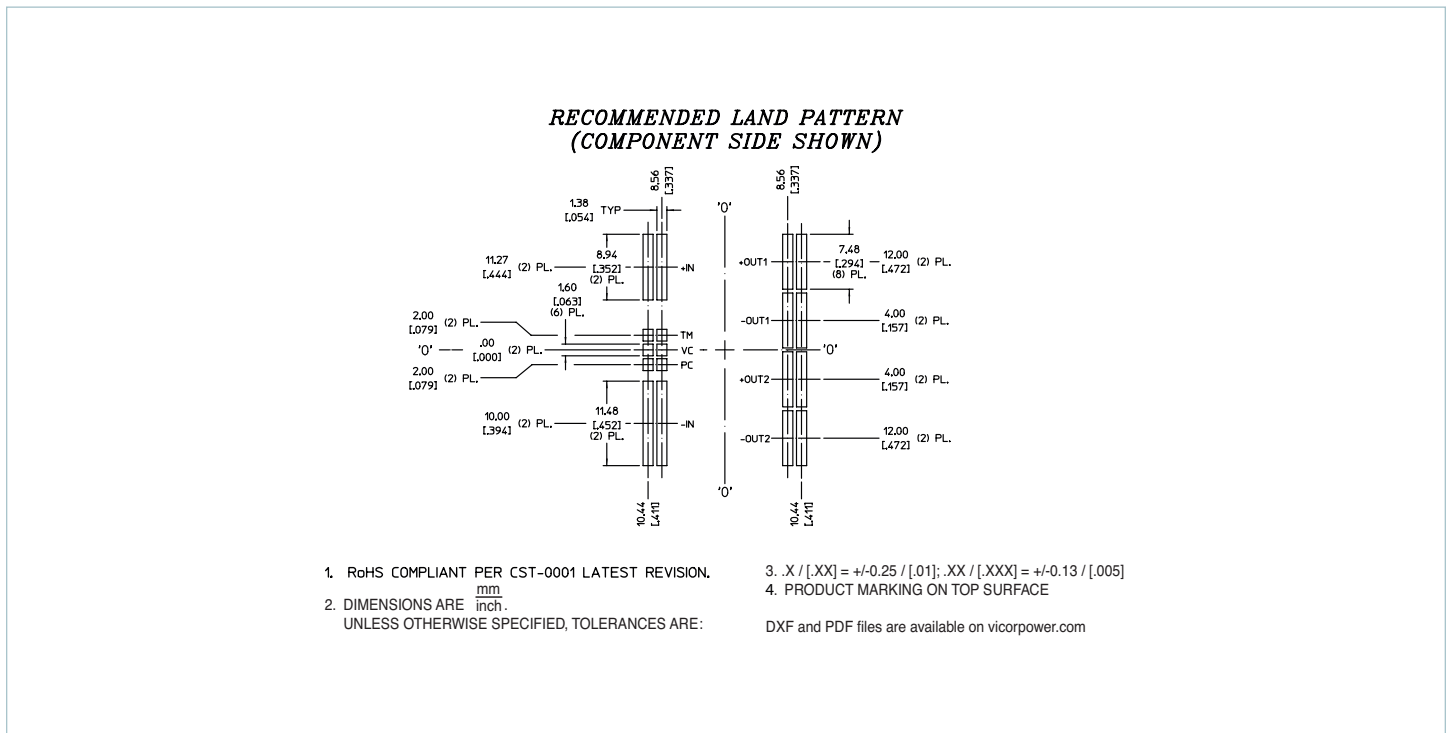 RECOMMENDED LAND PATTERN
(COMPONENT SIDE SHOWN)
8.56
[.337]
8.56
[.337]
1.38
[.054]
TYP
'0'
11.27
[.444]
(2) PL.
8.94
[.352]
(2) PL.
+IN
+OUT1
7.48
[.294]
(8) PL.
12.00
[.472]
(2) PL.
1.60
[.063]
(6) PL.
2.00
[.079]
(2) PL.
TM
-OUT1
4.00
[.157]
(2) PL.
'0'
.00
[.000]
(2) PL.
VC
'0'
2.00
[.079]
(2) PL.
PC
+OUT2
4.00
[.157]
(2) PL.
10.00
[.394]
(2) PL.
11.48
[.452]
(2) PL.
-IN
-OUT2
12.00
[.472]
(2) PL.
'0'
10.44
[.411]
10.44
[.411]
1. RoHS COMPLIANT PER CST-0001 LATEST REVISION.
2. DIMENSIONS ARE mm
inch.
UNLESS OTHERWISE SPECIFIED, TOLERANCES ARE:
3. .X / [.XX] = +/-0.25 / [.01]; .XX / [.XXX] = +/-0.13 / [.005]
4. PRODUCT MARKING ON TOP SURFACE
DXF and PDF files are available on vicorpower.com